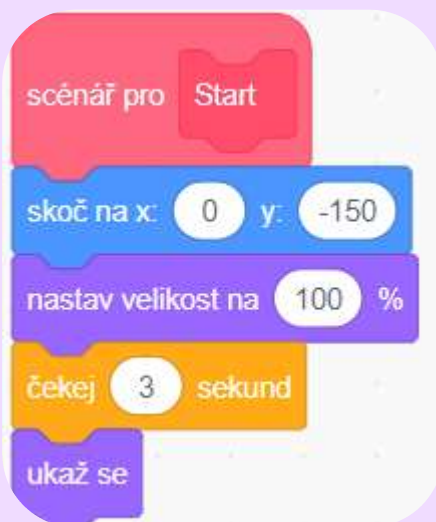 scénář pro Start
skoč na x: 0 y: -150
nastav velikost na 100 %
čekej 3 sekund
ukaž se